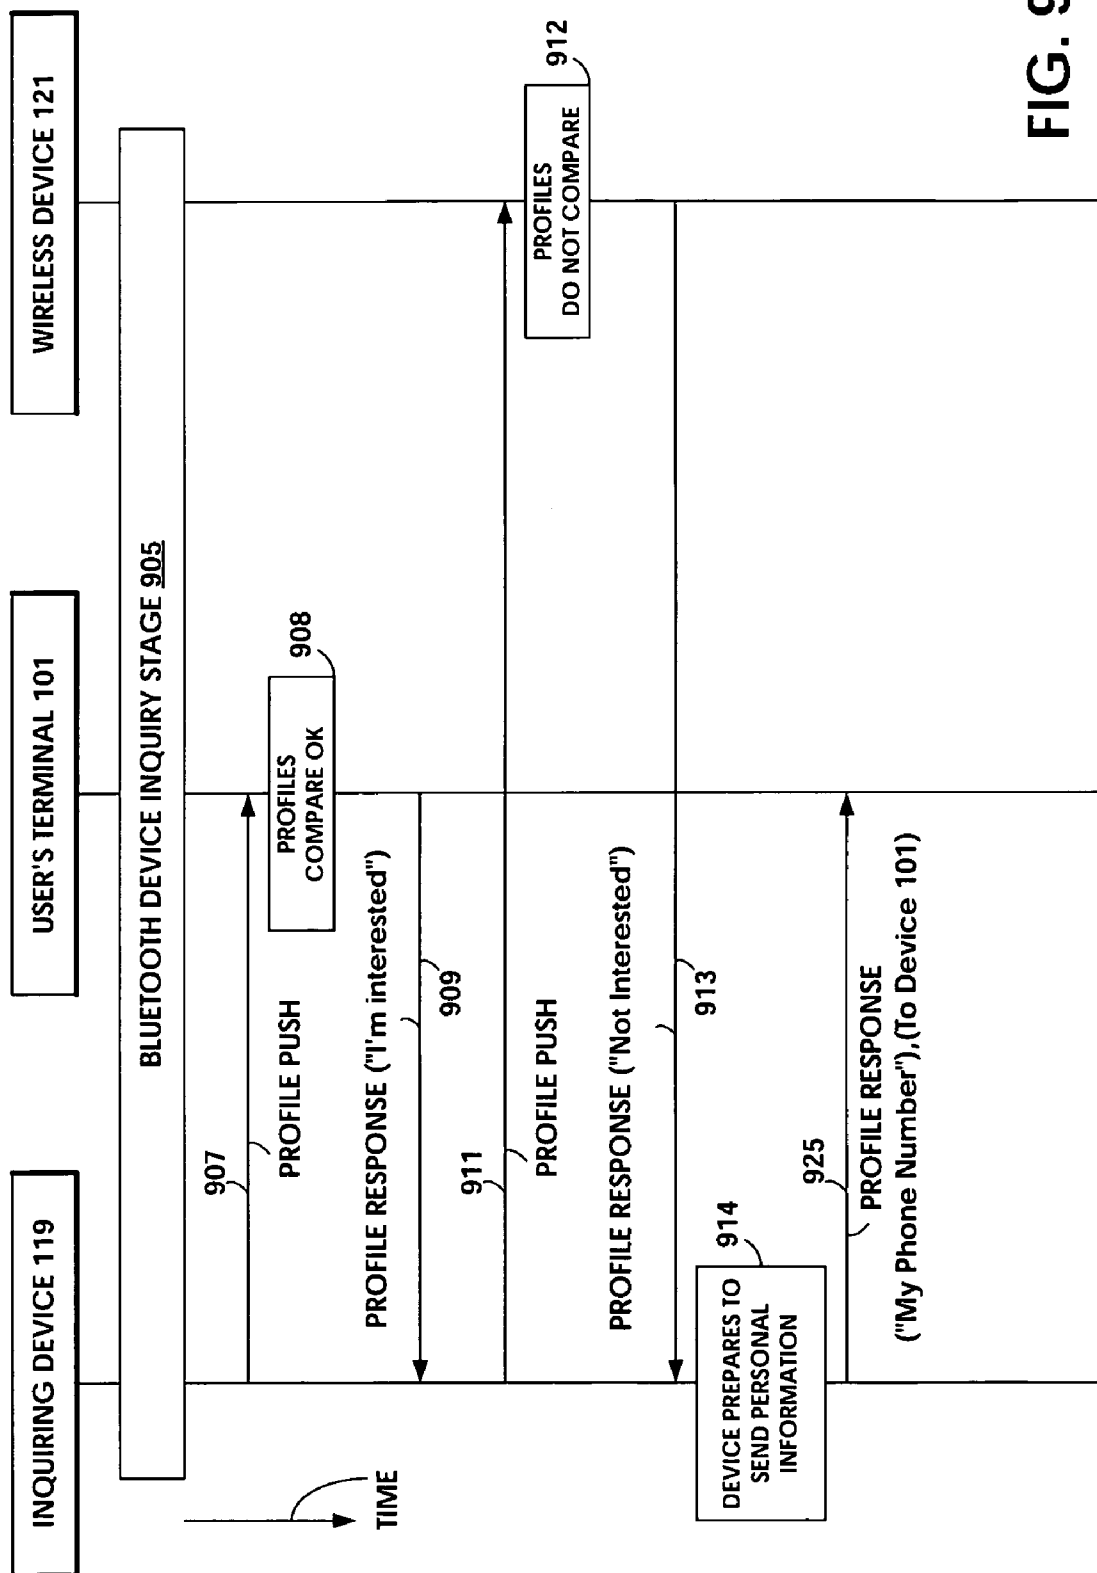 INQUIRING DEVICE 119
USER'S TERMINAL 101
WIRELESS DEVICE 121
BLUETOOTH DEVICE INQUIRY STAGE 905
TIME
907
PROFILE PUSH
PROFILES
COMPARE OK
908
PROFILE RESPONSE ("I'm interested")
909
911
PROFILE PUSH
PROFILES
DO NOT COMPARE
912
PROFILE RESPONSE ("Not Interested")
913
DEVICE PREPARES TO
SEND PERSONAL
INFORMATION
914
925
PROFILE RESPONSE
("My Phone Number"),(To Device 101)
FIG. 9